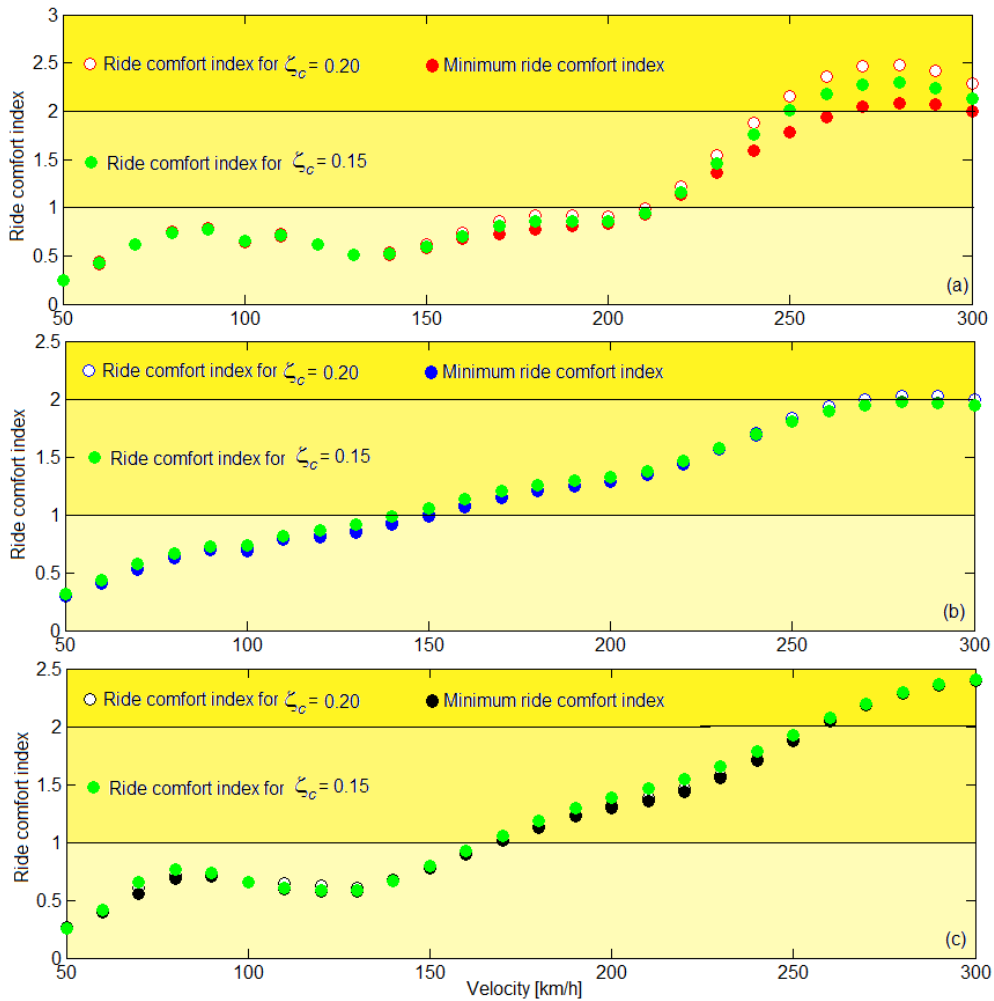 3
2.5
2
1.5
1
0.5
0
Ride comfort index
Ride comfort index for ζc = 0.20
Minimum ride comfort index
Ride comfort index for ζc = 0.15
(a)
50 100 150 200 250 300
2.5
2
1.5
1
0.5
0
Ride comfort index
Ride comfort index for ζc = 0.20
Minimum ride comfort index
Ride comfort index for ζc = 0.15
(b)
50 100 150 200 250 300
2.5
2
1.5
1
0.5
0
Ride comfort index
Ride comfort index for ζc = 0.20
Minimum ride comfort index
Ride comfort index for ζc = 0.15
(c)
50 100 150 200 250 300
Velocity [km/h]